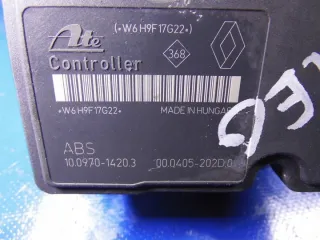 (•W6H9F17G22•)
Ate
368
Controller
•W6H9F17G22•
MADE IN HUNGARY
ABS
10.0970-1420.3 00.0405-202D.0